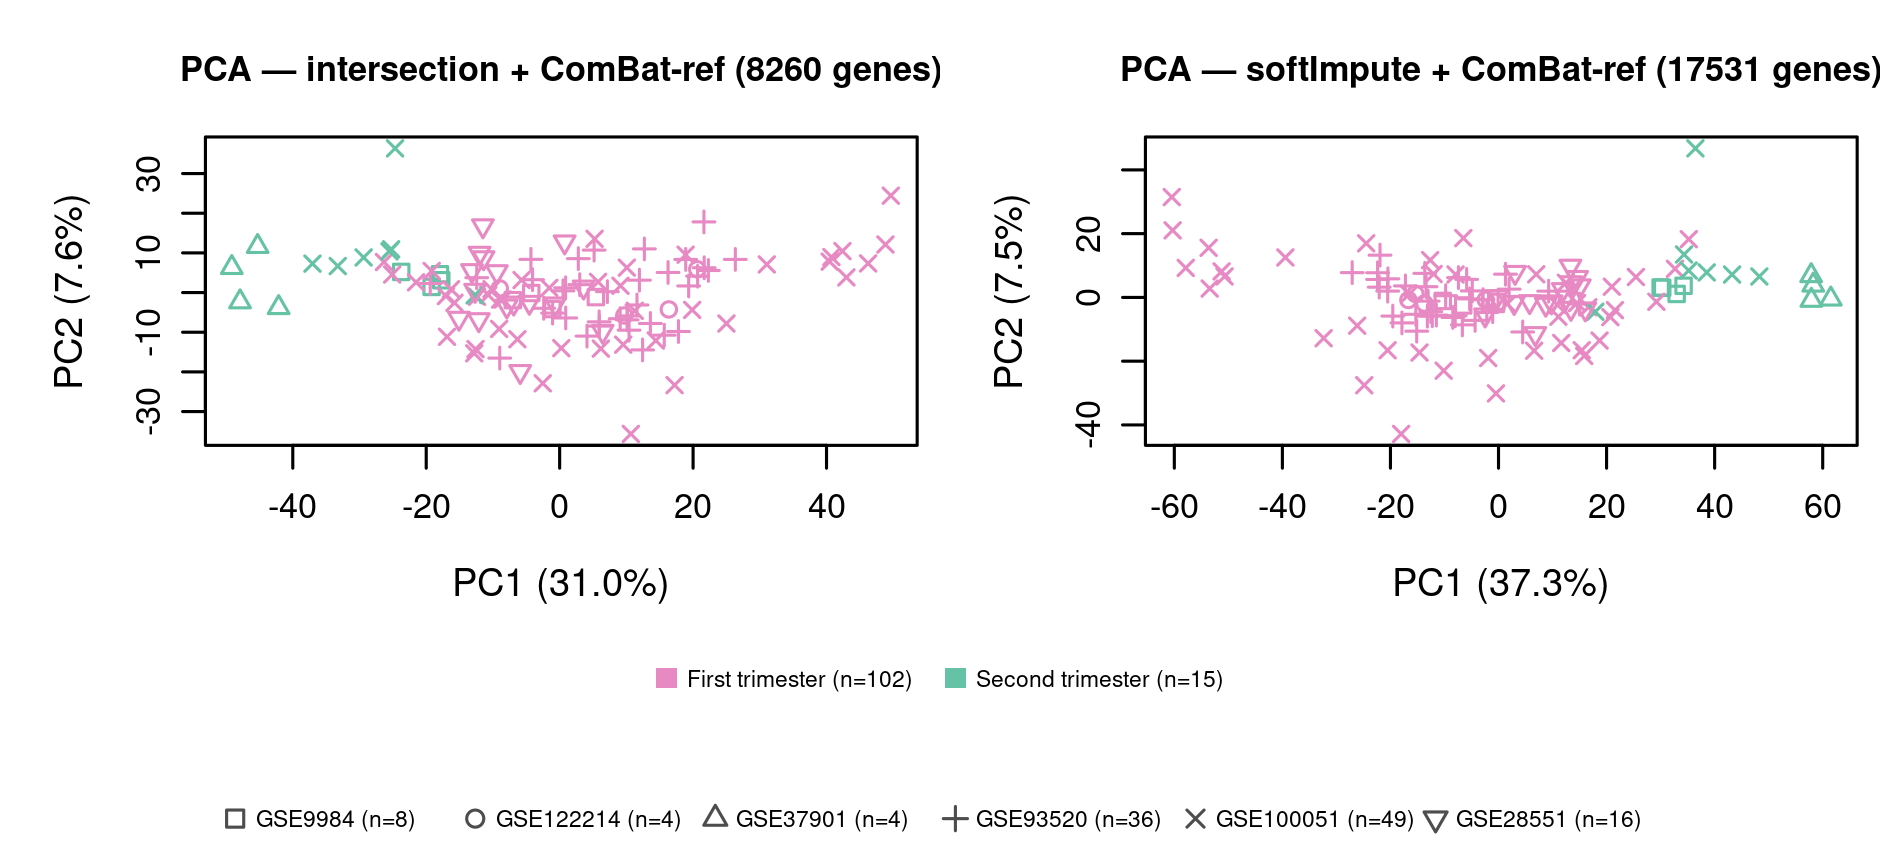 PCA — intersection + ComBat-ref (8260 genes)
PC2 (7.6%)
30
10
-10
-30
-40
-20
0
20
40
PC1 (31.0%)
PCA — softImpute + ComBat-ref (17531 genes)
PC2 (7.5%)
20
0
-40
-60
-40
-20
0
20
40
60
PC1 (37.3%)
First trimester (n=102)
Second trimester (n=15)
GSE9984 (n=8)
GSE122214 (n=4)
GSE37901 (n=4)
GSE93520 (n=36)
GSE100051 (n=49)
GSE28551 (n=16)